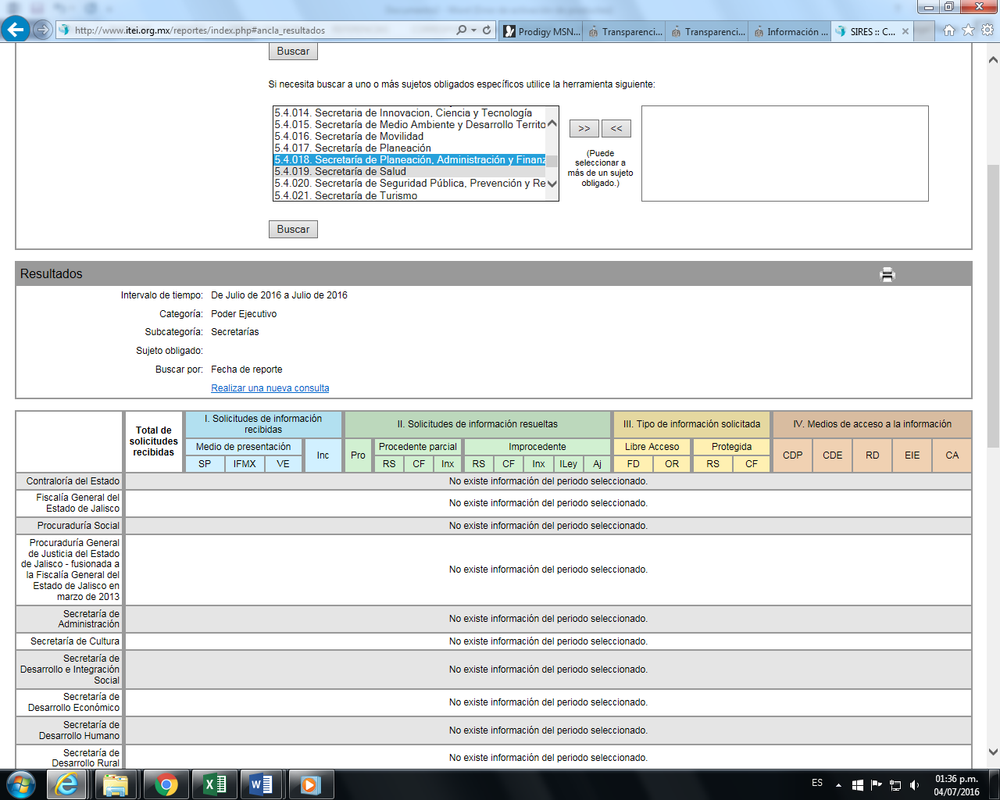 http://www.itei.org.mx/reportes/index.php#ancla_resultados
Prodigy MSN...
Transparenci...
Transparenci...
Información ...
SIRES :: C...
Buscar
Si necesita buscar a uno o más sujetos obligados específicos utilice la herramienta siguiente:
5.4.014. Secretaria de Innovacion, Ciencia y Tecnología
5.4.015. Secretaría de Medio Ambiente y Desarrollo Territo
5.4.016. Secretaría de Movilidad
5.4.017. Secretaría de Planeación
5.4.018. Secretaría de Planeación, Administración y Finanz
5.4.019. Secretaría de Salud
5.4.020. Secretaría de Seguridad Pública, Prevención y Re
5.4.021. Secretaría de Turismo
>> <<
(Puede
seleccionar a
más de un sujeto
obligado.)
Buscar
Resultados
Intervalo de tiempo: De Julio de 2016 a Julio de 2016
Categoría: Poder Ejecutivo
Subcategoría: Secretarías
Sujeto obligado:
Buscar por: Fecha de reporte
Realizar una nueva consulta
Total de
solicitudes
recibidas
I. Solicitudes de información
recibidas
II. Solicitudes de información resueltas
III. Tipo de información solicitada
IV. Medios de acceso a la información
Medio de presentación
Inc
Pro
Procedente parcial
Improcedente
Libre Acceso
Protegida
CDP CDE RD EIE CA
SP IFMX VE
RS CF Inx RS CF Inx ILey Aj FD OR RS CF
Contraloría del Estado
No existe información del periodo seleccionado.
Fiscalía General del
Estado de Jalisco
No existe información del periodo seleccionado.
Procuraduría Social
No existe información del periodo seleccionado.
Procuraduría General
de Justicia del Estado
de Jalisco - fusionada a
la Fiscalía General del
Estado de Jalisco en
marzo de 2013
No existe información del periodo seleccionado.
Secretaría de
Administración
No existe información del periodo seleccionado.
Secretaría de Cultura
No existe información del periodo seleccionado.
Secretaría de
Desarrollo e Integración
Social
No existe información del periodo seleccionado.
Secretaría de
Desarrollo Económico
No existe información del periodo seleccionado.
Secretaría de
Desarrollo Humano
No existe información del periodo seleccionado.
Secretaría de
Desarrollo Rural
No existe información del periodo seleccionado.
ES
01:36 p.m.
04/07/2016